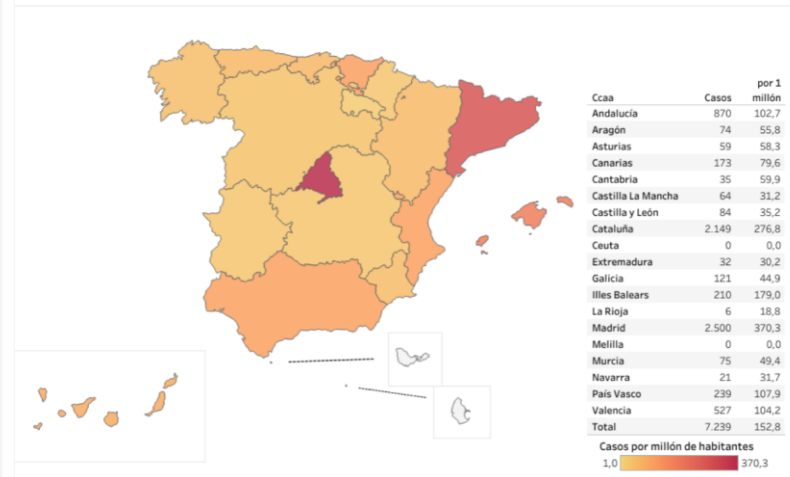 por 1
Ccaa Casos millón
Andalucía 870 102,7
Aragón 74 55,8
Asturias 59 58,3
Canarias 173 79,6
Cantabria 35 59,9
Castilla La Mancha 64 31,2
Castilla y León 84 35,2
Cataluña 2.149 276,8
Ceuta 0 0,0
Extremadura 32 30,2
Galicia 121 44,9
Illes Balears 210 179,0
La Rioja 6 18,8
Madrid 2.500 370,3
Melilla 0 0,0
Murcia 75 49,4
Navarra 21 31,7
País Vasco 239 107,9
Valencia 527 104,2
Total 7.239 152,8
Casos por millón de habitantes
1,0 370,3